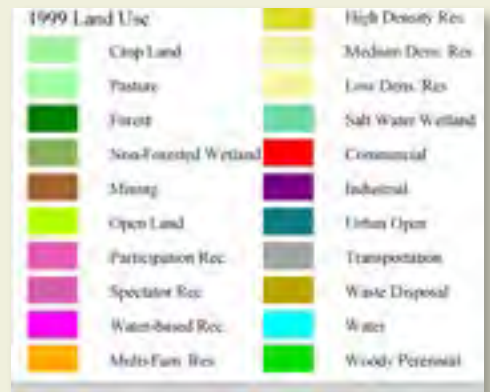 1999 Land Use
Crop Land
Pasture
Forest
Non-Forested Wetland
Mining
Open Land
Participation Rec
Spectator Rec
Water-based Rec.
Multi-Fam. Res
High Density Res
Medium Dens. Res
Low Dens. Res
Salt Water Wetland
Commercial
Industrial
Urban Open
Transportation
Waste Disposal
Water
Woody Perennial